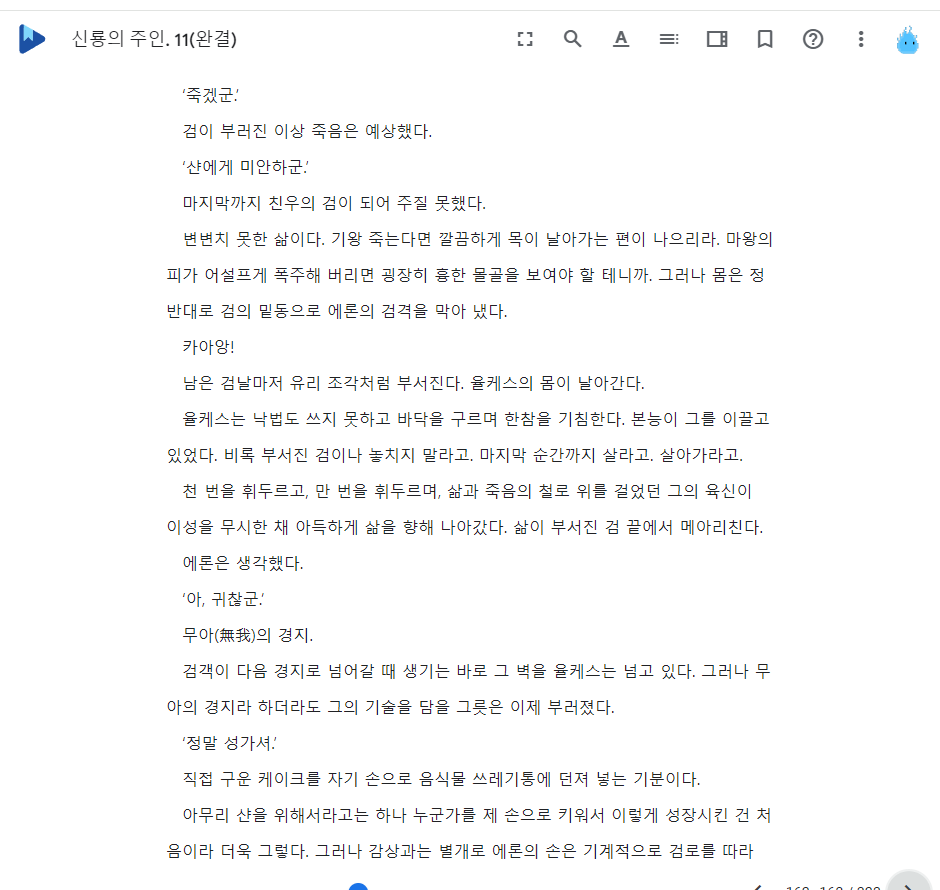 신룡의 주인. 11(완결)
‘죽겠군.’
검이 부러진 이상 죽음은 예상했다.
‘샨에게 미안하군.’
마지막까지 친우의 검이 되어 주질 못했다.
변변치 못한 삶이다. 기왕 죽는다면 깔끔하게 목이 날아가는 편이 나으리라. 마왕의
피가 어설프게 폭주해 버리면 굉장히 흉한 몰골을 보여야 할 테니까. 그러나 몸은 정
반대로 검의 밑동으로 에론의 검격을 막아 냈다.
카아앙!
남은 검날마저 유리 조각처럼 부서진다. 율케스의 몸이 날아간다.
율케스는 낙법도 쓰지 못하고 바닥을 구르며 한참을 기침한다. 본능이 그를 이끌고
있었다. 비록 부서진 검이나 놓치지 말라고. 마지막 순간까지 살라고. 살아가라고.
천 번을 휘두르고, 만 번을 휘두르며, 삶과 죽음의 철로 위를 걸었던 그의 육신이
이성을 무시한 채 아득하게 삶을 향해 나아갔다. 삶이 부서진 검 끝에서 메아리친다.
에론은 생각했다.
‘아, 귀찮군.’
무아(無我)의 경지.
검객이 다음 경지로 넘어갈 때 생기는 바로 그 벽을 율케스는 넘고 있다. 그러나 무
아의 경지라 하더라도 그의 기술을 담을 그릇은 이제 부러졌다.
‘정말 성가셔.’
직접 구운 케이크를 자기 손으로 음식물 쓰레기통에 던져 넣는 기분이다.
아무리 샨을 위해서라고는 하나 누군가를 제 손으로 키워서 이렇게 성장시킨 건 처
음이라 더욱 그렇다. 그러나 감상과는 별개로 에론의 손은 기계적으로 검로를 따라